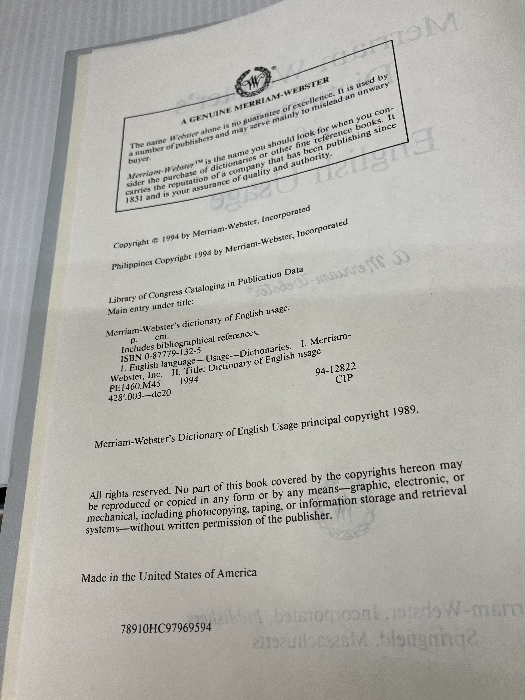 A GENUINE MERRIAM-WEBSTER
The name Webster alone is no guarantee of excellence. It is used by
a number of publishers and may serve mainly to mislead an unwary
buyer.
Merriam-Webster™ is the name you should look for when you con-
sider the purchase of dictionaries or other fine reference books. It
carries the reputation of a company that has been publishing since
1831 and is your assurance of quality and authority.
Copyright © 1994 by Merriam-Webster, Incorporated
Philippines Copyright 1994 by Merriam-Webster, Incorporated
Library of Congress Cataloging in Publication Data
Main entry under title:
Merriam-Webster's dictionary of English usage.
p. cm.
Includes bibliographical references.
ISBN 0-87779-132-5
1. English language—Usage—Dictionaries. I. Merriam-
Webster, Inc. II. Title: Dictionary of English usage
PE1460.M45 1994
428'.003—dc20 94-12822
CIP
Merriam-Webster's Dictionary of English Usage principal copyright 1989.
All rights reserved. No part of this book covered by the copyrights hereon may
be reproduced or copied in any form or by any means—graphic, electronic, or
mechanical, including photocopying, taping, or information storage and retrieval
systems—without written permission of the publisher.
Made in the United States of America
78910HC97969594